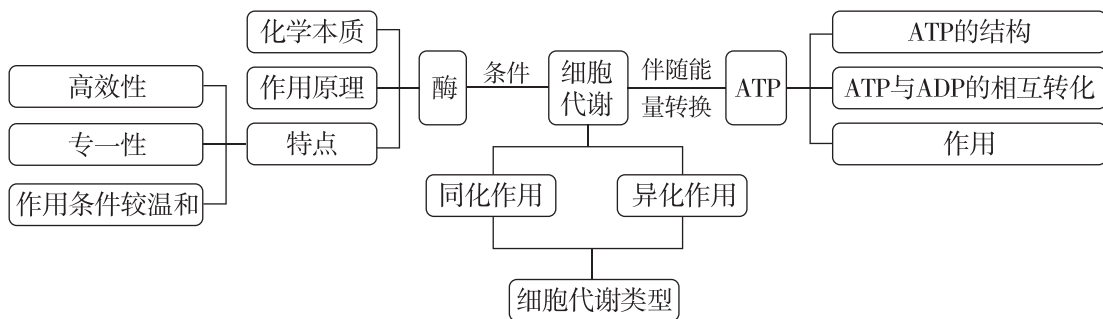 化学本质
作用原理
特点
高效性
专一性
作用条件较温和
酶
条件
细胞
代谢
伴随能
量转换
ATP
ATP的结构
ATP与ADP的相互转化
作用
同化作用
异化作用
细胞代谢类型